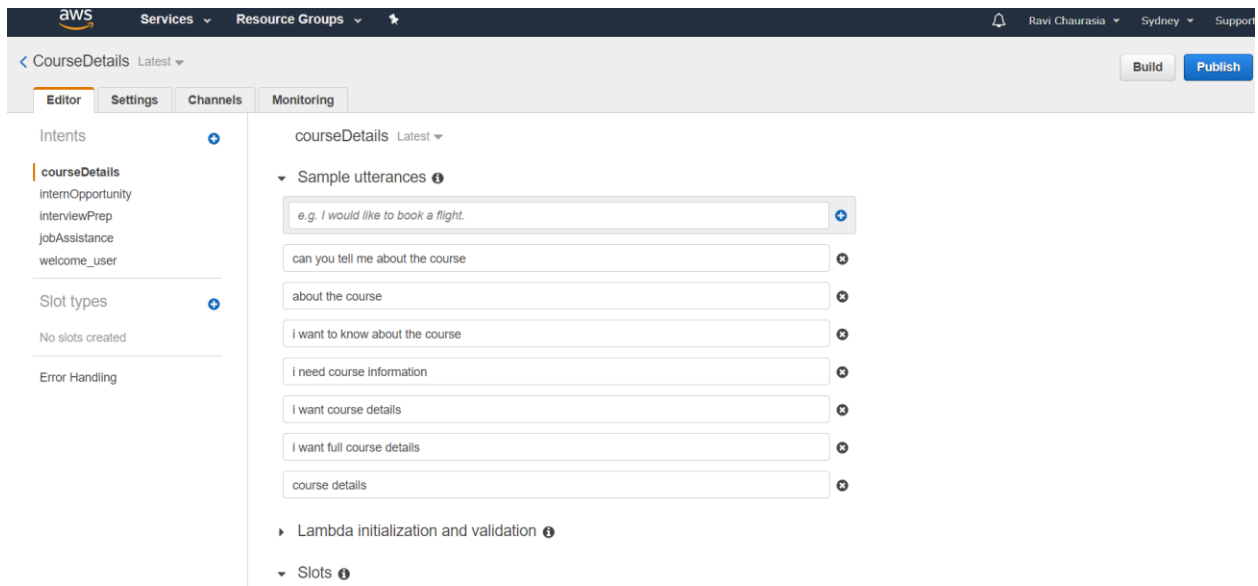 aws Services Resource Groups Ravi Chaurasia Sydney Support
CourseDetails Latest
Build Publish
Editor Settings Channels Monitoring
Intents
courseDetails
internOpportunity
interviewPrep
jobAssistance
welcome_user
Slot types
No slots created
Error Handling
courseDetails Latest
Sample utterances
e.g. I would like to book a flight.
can you tell me about the course
about the course
i want to know about the course
i need course information
i want course details
i want full course details
course details
Lambda initialization and validation
Slots